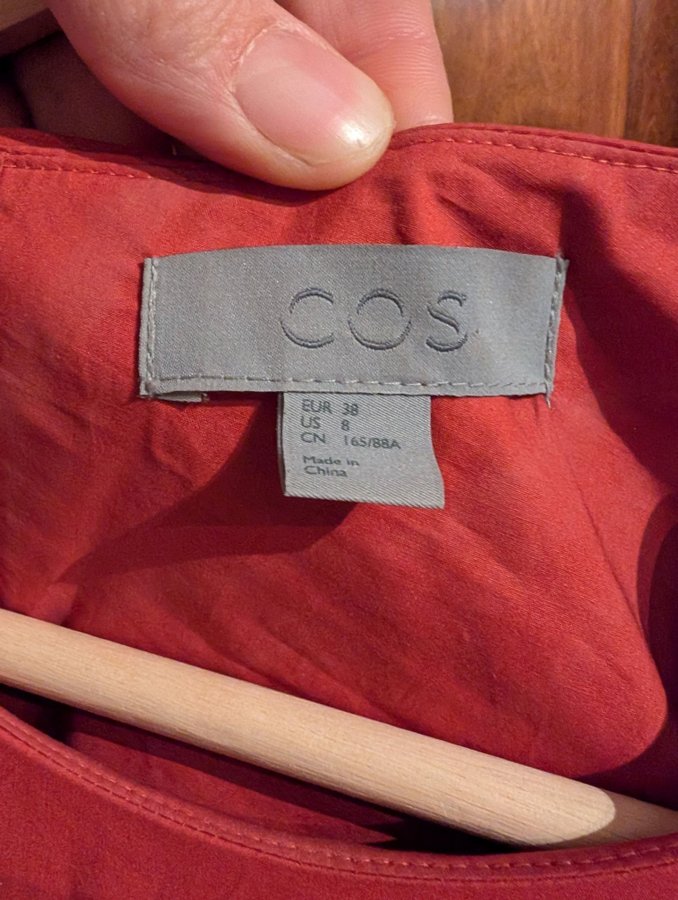 COS
EUR 38
US 8
CN 165/88A
Made in
China